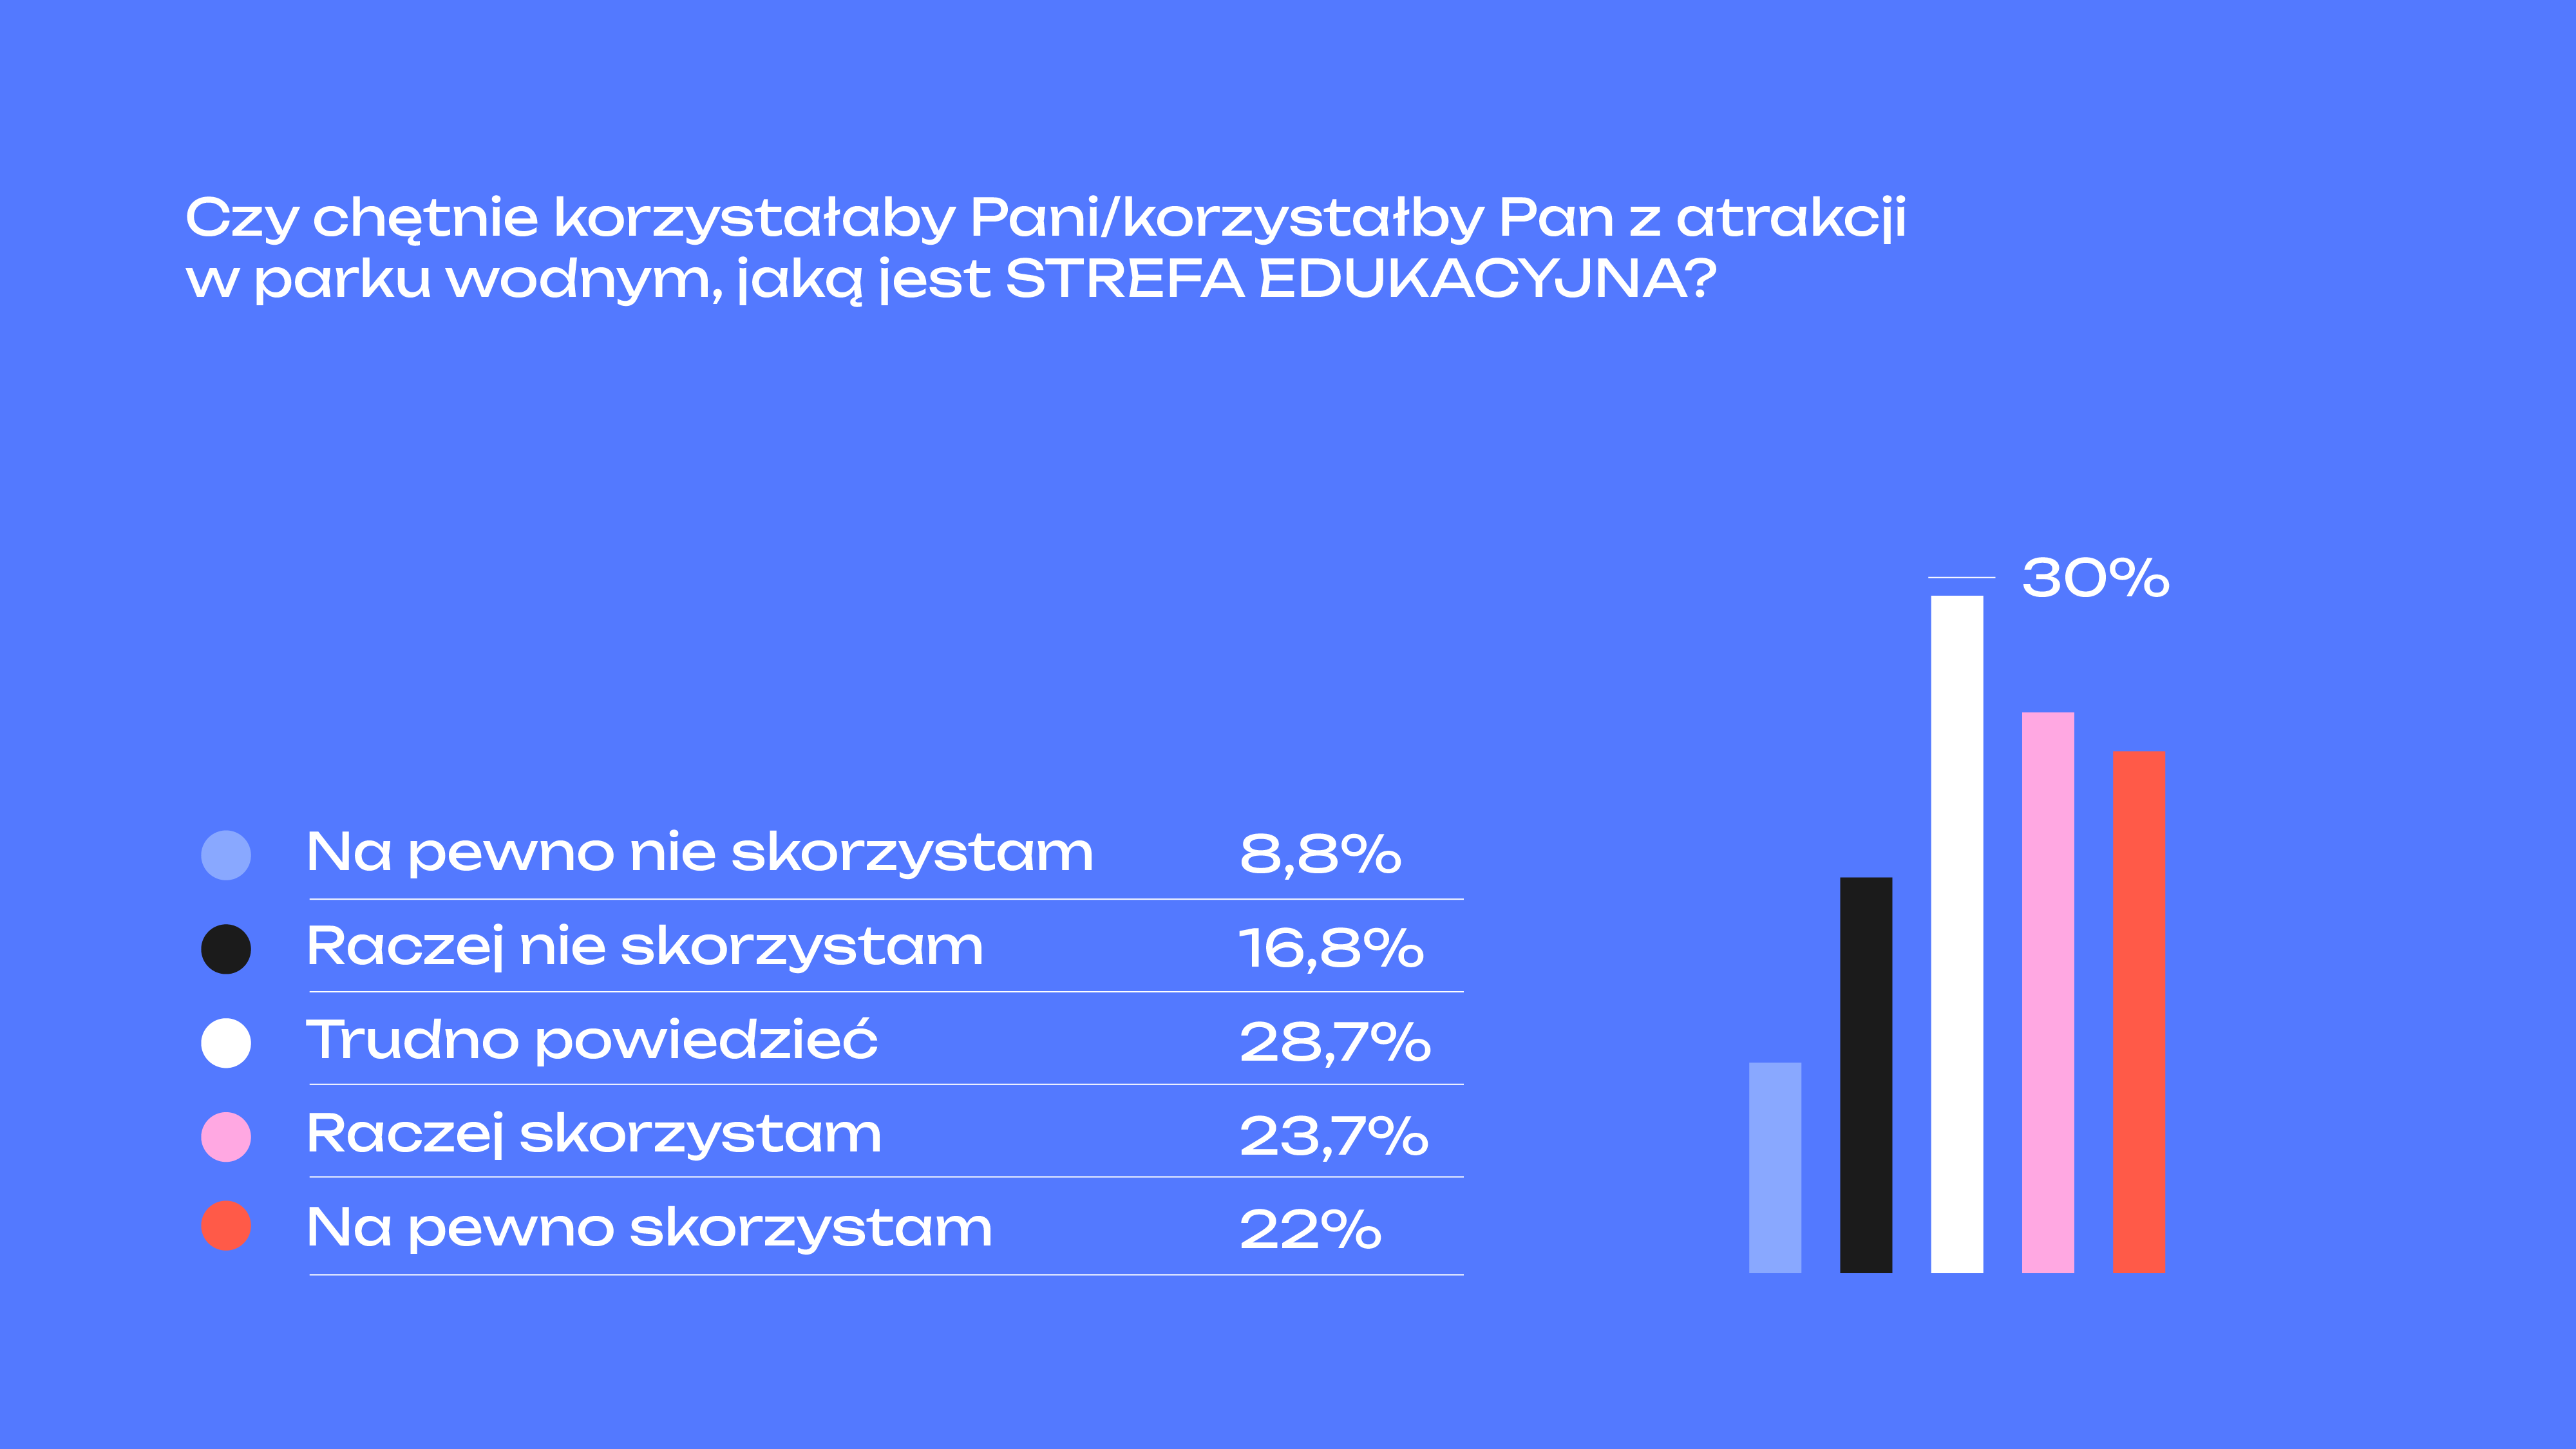 Czy chętnie korzystałaby Pani/korzystałby Pan z atrakcji
w parku wodnym, jaką jest STREFA EDUKACYJNA?
30%
Na pewno nie skorzystam 8,8%
Raczej nie skorzystam 16,8%
Trudno powiedzieć 28,7%
Raczej skorzystam 23,7%
Na pewno skorzystam 22%